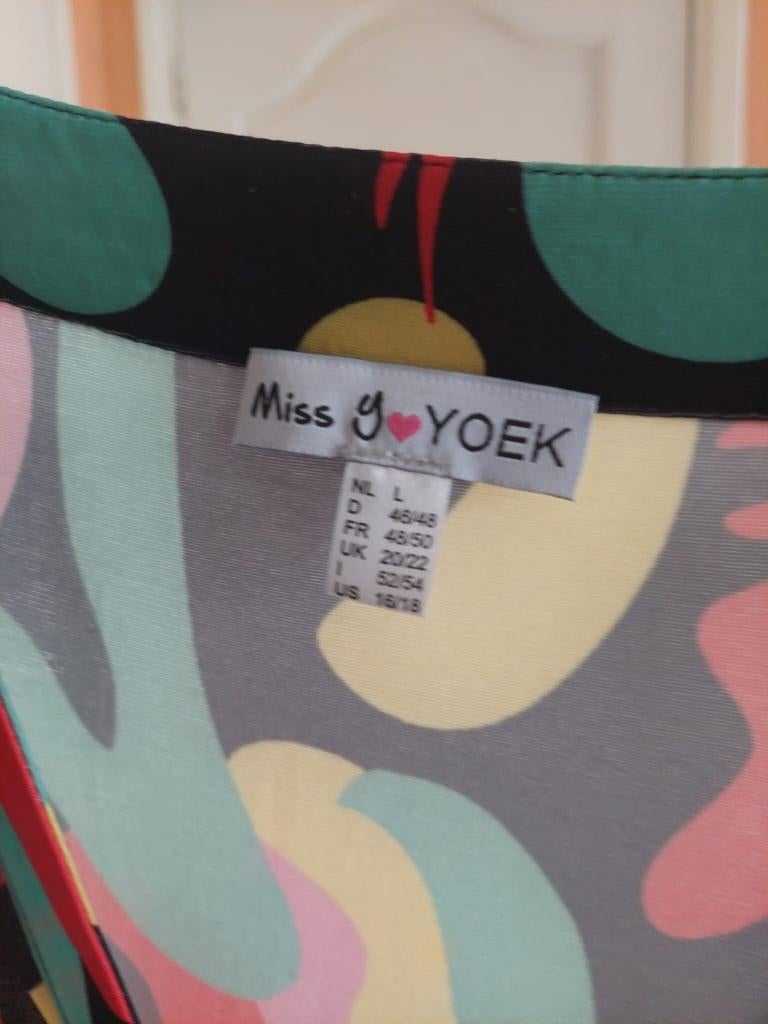 Miss y♥YOEK
NL L
D 46/48
FR 48/50
UK 20/22
I 52/54
US 16/18